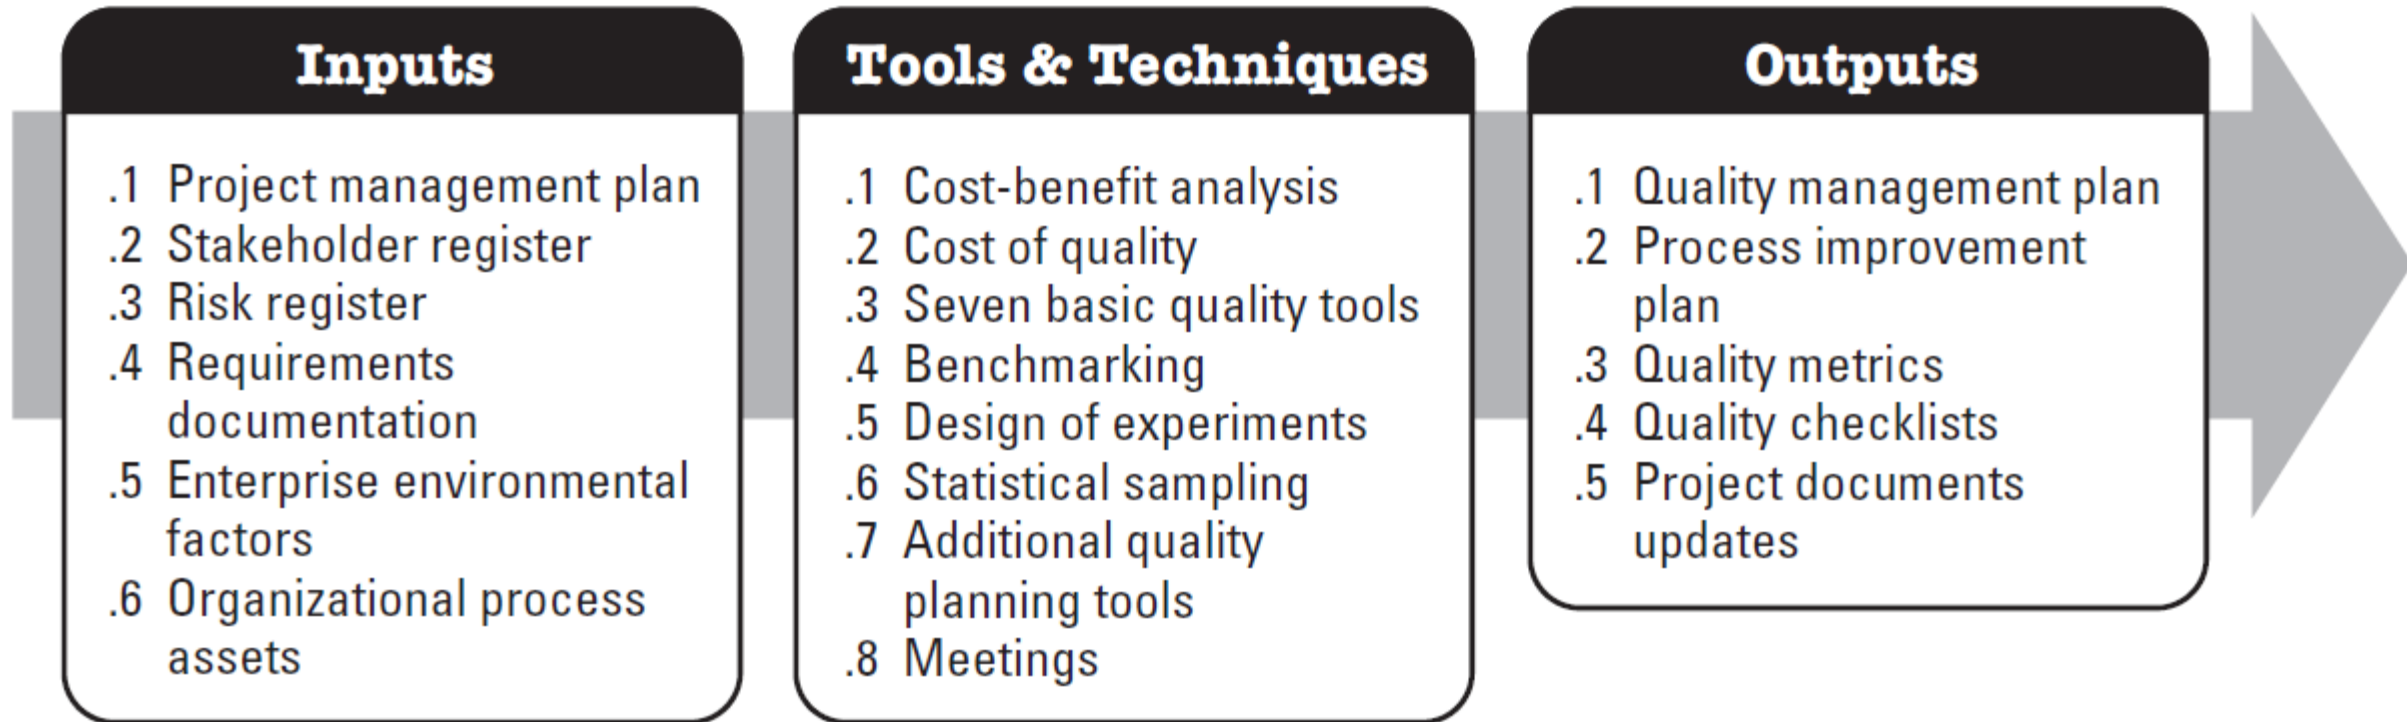 Inputs
.1 Project management plan
.2 Stakeholder register
.3 Risk register
.4 Requirements
documentation
.5 Enterprise environmental
factors
.6 Organizational process
assets
Tools & Techniques
.1 Cost-benefit analysis
.2 Cost of quality
.3 Seven basic quality tools
.4 Benchmarking
.5 Design of experiments
.6 Statistical sampling
.7 Additional quality
planning tools
.8 Meetings
Outputs
.1 Quality management plan
.2 Process improvement
plan
.3 Quality metrics
.4 Quality checklists
.5 Project documents
updates